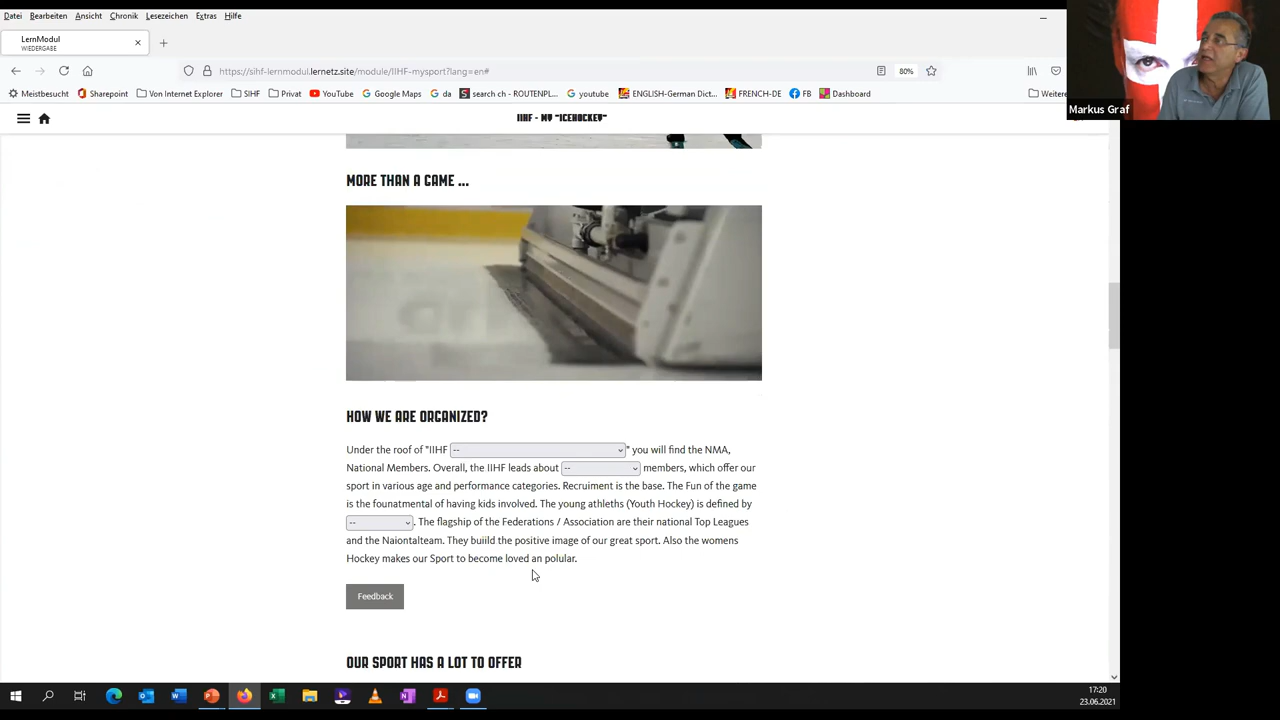 Datei Bearbeiten Ansicht Chronik Lesezeichen Extras Hilfe
LernModul
WIEDERGABE
https://sihf-lernmodul.lernetz.site/module/IIHF-mysport?lang=en#
80%
Meistbesucht Sharepoint Von Internet Explorer SIHF Privat YouTube Google Maps da search ch - ROUTENPL... youtube ENGLISH-German Dict... FRENCH-DE FB Dashboard Weitere
Markus Graf
IIHF - MY "ICEHOCKEY"
MORE THAN A GAME ...
HOW WE ARE ORGANIZED?
Under the roof of "IIHF -- " you will find the NMA,
National Members. Overall, the IIHF leads about -- members, which offer our
sport in various age and performance categories. Recruiment is the base. The Fun of the game
is the founatmental of having kids involved. The young athleths (Youth Hockey) is defined by
-- . The flagship of the Federations / Association are their national Top Leagues
and the Naiontalteam. They buiild the positive image of our great sport. Also the womens
Hockey makes our Sport to become loved an polular.
Feedback
OUR SPORT HAS A LOT TO OFFER
17:20
23.06.2021